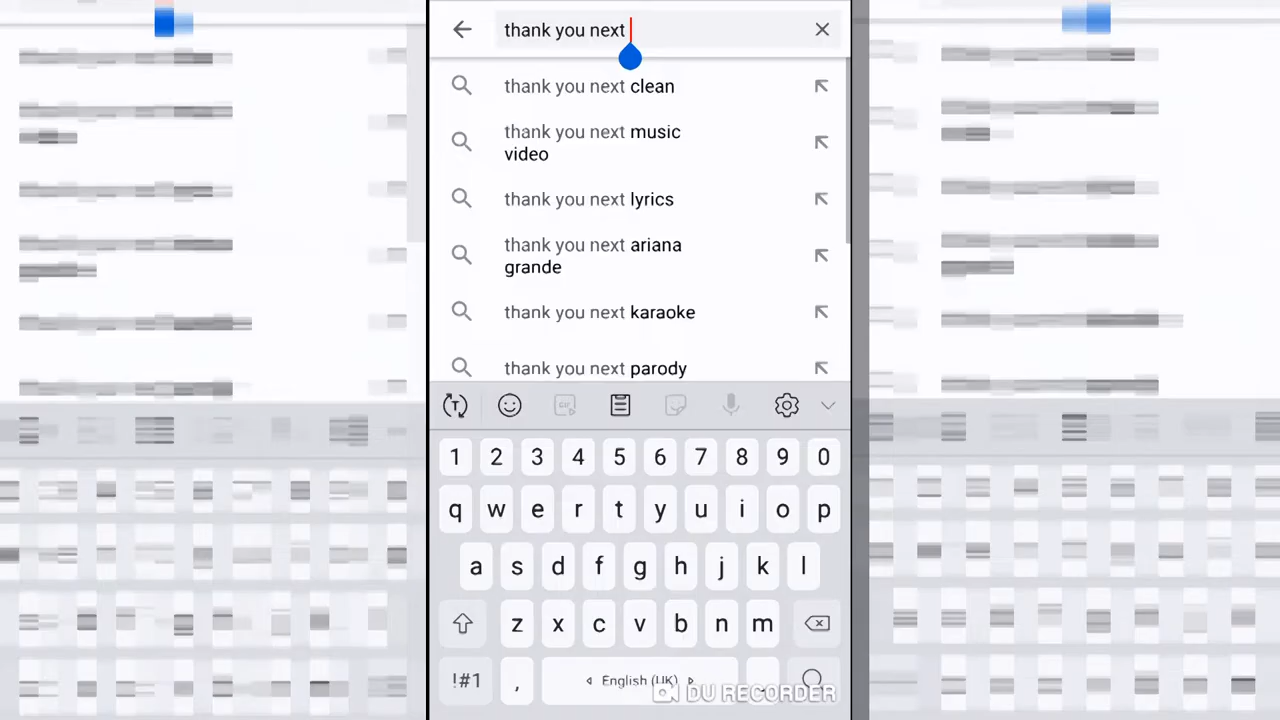 thank you next
thank you next clean
thank you next music
video
thank you next lyrics
thank you next ariana
grande
thank you next karaoke
thank you next parody
T
GIF
1 2 3 4 5 6 7 8 9 0
q w e r t y u i o p
a s d f g h j k l
z x c v b n m
!#1 , English (UK) .
DU RECORDER